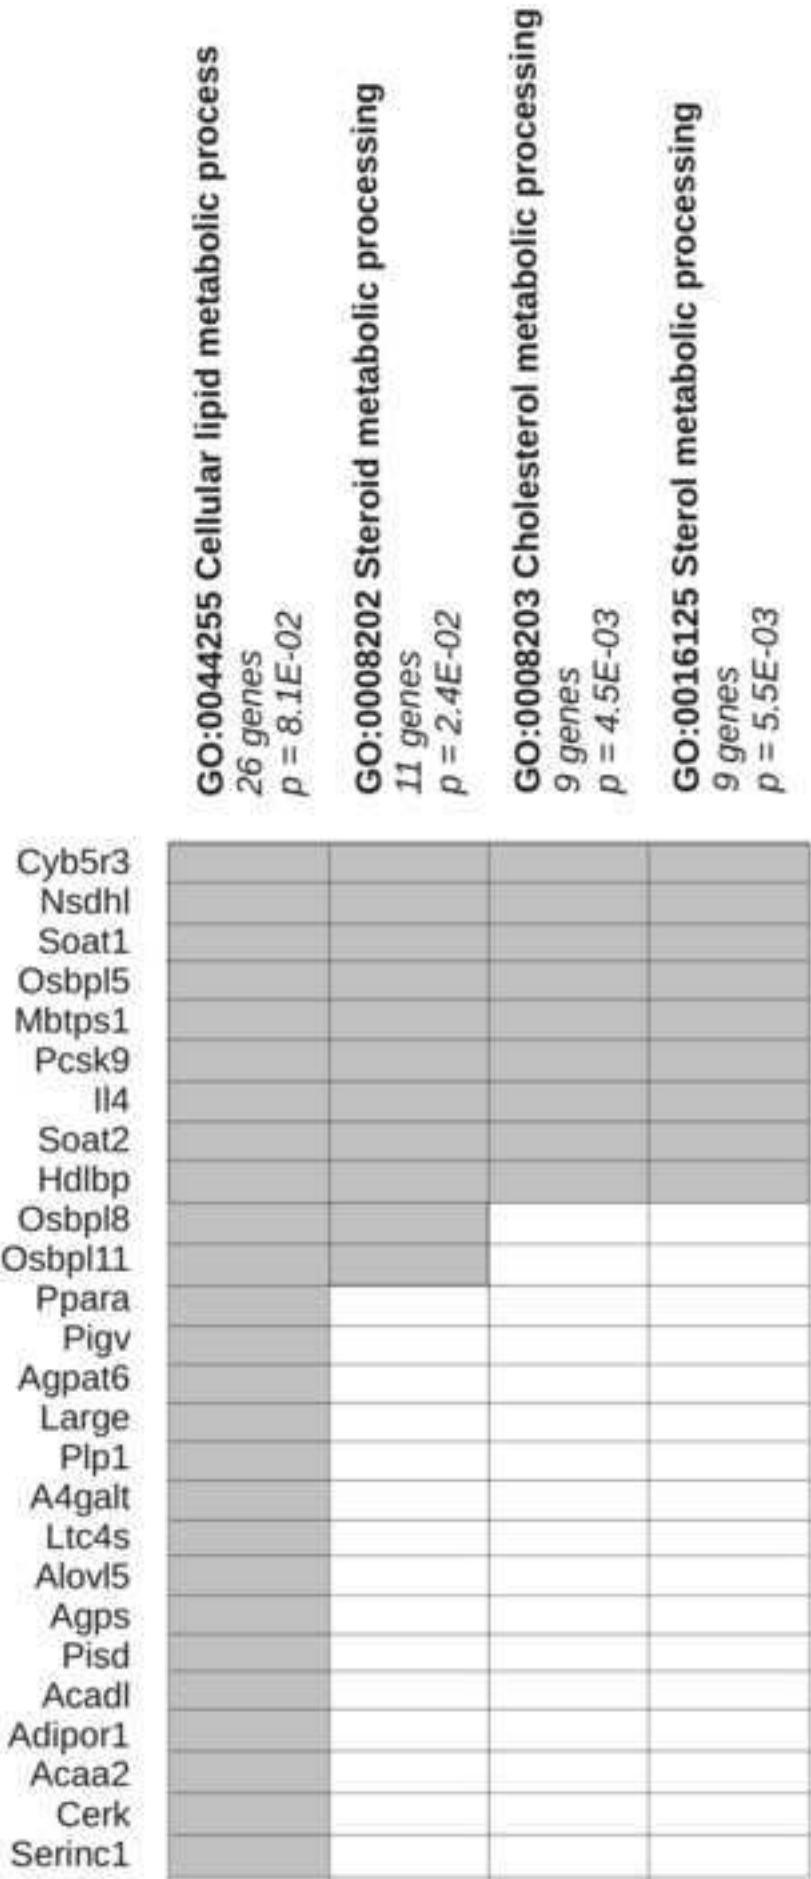 GO:0044255 Cellular lipid metabolic process
26 genes
p = 8.1E-02
GO:0008202 Steroid metabolic processing
11 genes
p = 2.4E-02
GO:0008203 Cholesterol metabolic processing
9 genes
p = 4.5E-03
GO:0016125 Sterol metabolic processing
9 genes
p = 5.5E-03
Cyb5r3
Nsdhl
Soat1
Osbpl5
Mbtps1
Pcsk9
Il4
Soat2
Hdlbp
Osbpl8
Osbpl11
Ppara
Pigv
Agpat6
Large
Plp1
A4galt
Ltc4s
Alovl5
Agps
Pisd
Acadl
Adipor1
Acaa2
Cerk
Serinc1